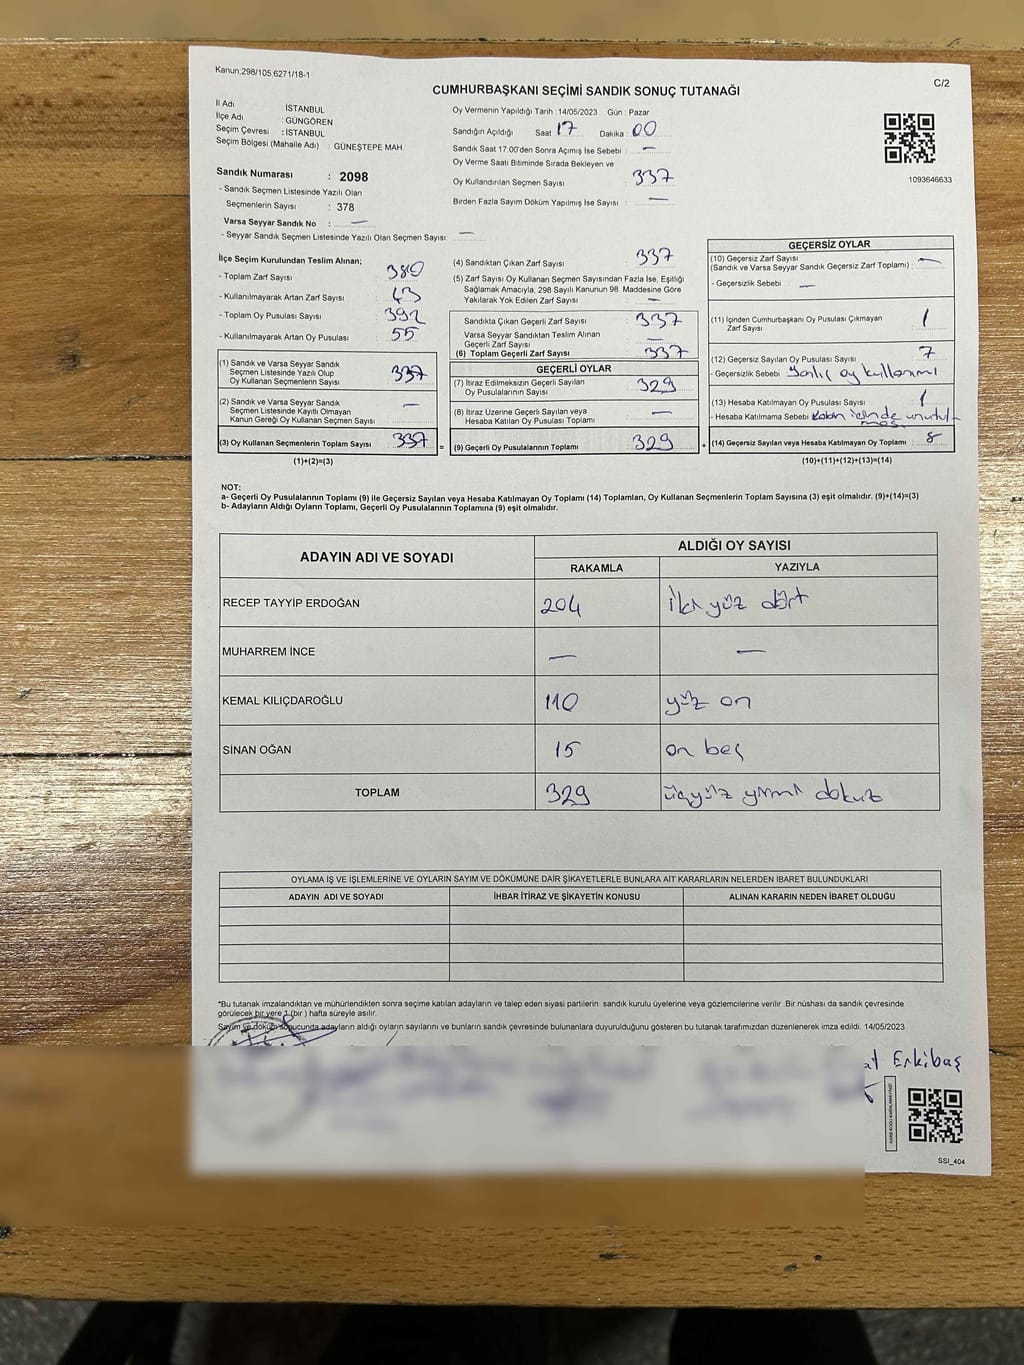 Kanun,298/105;6271/18-1
C/2
CUMHURBAŞKANI SEÇİMİ SANDIK SONUÇ TUTANAĞI
İl Adı : İSTANBUL
İlçe Adı : GÜNGÖREN
Seçim Çevresi : İSTANBUL
Seçim Bölgesi (Mahalle Adı) : GÜNEŞTEPE MAH.
Sandık Numarası : 2098
- Sandık Seçmen Listesinde Yazılı Olan
Seçmenlerin Sayısı : 378
Varsa Seyyar Sandık No : —
- Seyyar Sandık Seçmen Listesinde Yazılı Olan Seçmen Sayısı: —
Oy Vermenin Yapıldığı Tarih : 14/05/2023 Gün : Pazar
Sandığın Açıldığı Saat : 17 Dakika : 00
Sandık Saat 17.00'den Sonra Açımış İse Sebebi : —
Oy Verme Saati Bitiminde Sırada Bekleyen ve
Oy Kullandırılan Seçmen Sayısı : 337
Birden Fazla Sayım Döküm Yapılmış İse Sayısı : —
1093646633
İlçe Seçim Kurulundan Teslim Alınan;
- Toplam Zarf Sayısı : 380
- Kullanılmayarak Artan Zarf Sayısı : 43
- Toplam Oy Pusulası Sayısı : 392
- Kullanılmayarak Artan Oy Pusulası : 55
(1) Sandık ve Varsa Seyyar Sandık
Seçmen Listesinde Yazılı Olup
Oy Kullanan Seçmenlerin Sayısı : 337
(2) Sandık ve Varsa Seyyar Sandık
Seçmen Listesinde Kayıtlı Olmayan
Kanun Gereği Oy Kullanan Seçmen Sayısı : —
(3) Oy Kullanan Seçmenlerin Toplam Sayısı : 337
(1)+(2)=(3)
(4) Sandıktan Çıkan Zarf Sayısı : 337
(5) Zarf Sayısı Oy Kullanan Seçmen Sayısından Fazla İse, Eşitliği
Sağlamak Amacıyla, 298 Sayılı Kanunun 98. Maddesine Göre
Yakılarak Yok Edilen Zarf Sayısı : —
Sandıkta Çıkan Geçerli Zarf Sayısı : 337
Varsa Seyyar Sandıktan Teslim Alınan
Geçerli Zarf Sayısı : —
(6) Toplam Geçerli Zarf Sayısı : 337
GEÇERLİ OYLAR
(7) İtiraz Edilmeksizin Geçerli Sayılan
Oy Pusulalarının Sayısı : 329
(8) İtiraz Üzerine Geçerli Sayılan veya
Hesaba Katılan Oy Pusulası Toplamı : —
= (9) Geçerli Oy Pusulalarının Toplamı : 329 +
GEÇERSİZ OYLAR
(10) Geçersiz Zarf Sayısı
(Sandık ve Varsa Seyyar Sandık Geçersiz Zarf Toplamı) : —
- Geçersizlik Sebebi : —
(11) İçinden Cumhurbaşkanı Oy Pusulası Çıkmayan
Zarf Sayısı : 1
(12) Geçersiz Sayılan Oy Pusulası Sayısı : 7
- Geçersizlik Sebebi : Yanlış oy kullanımı
(13) Hesaba Katılmayan Oy Pusulası Sayısı : 1
- Hesaba Katılmama Sebebi : kabin içinde unutul-
muş.
(14) Geçersiz Sayılan veya Hesaba Katılmayan Oy Toplamı : 8
(10)+(11)+(12)+(13)=(14)
NOT:
a- Geçerli Oy Pusulalarının Toplamı (9) ile Geçersiz Sayılan veya Hesaba Katılmayan Oy Toplamı (14) Toplamları, Oy Kullanan Seçmenlerin Toplam Sayısına (3) eşit olmalıdır. (9)+(14)=(3)
b- Adayların Aldığı Oyların Toplamı, Geçerli Oy Pusulalarının Toplamına (9) eşit olmalıdır.
ADAYIN ADI VE SOYADI ALDIĞI OY SAYISI
RAKAMLA YAZIYLA
RECEP TAYYİP ERDOĞAN 204 İki yüz dört
MUHARREM İNCE — —
KEMAL KILIÇDAROĞLU 110 yüz on
SİNAN OĞAN 15 on beş
TOPLAM 329 üçyüz yirmi dokuz
OYLAMA İŞ VE İŞLEMLERİNE VE OYLARIN SAYIM VE DÖKÜMÜNE DAİR ŞİKAYETLERLE BUNLARA AİT KARARLARIN NELERDEN İBARET BULUNDUKLARI
ADAYIN ADI VE SOYADI İHBAR İTİRAZ VE ŞİKAYETİN KONUSU ALINAN KARARIN NEDEN İBARET OLDUĞU
*Bu tutanak imzalandıktan ve mühürlendikten sonra seçime katılan adayların ve talep eden siyasi partilerin sandık kurulu üyelerine veya gözlemcilerine verilir. Bir nüshası da sandık çevresinde
görülecek bir yere 1 (bir ) hafta süreyle asılır.
Sayım ve döküm sonucunda adayların aldığı oyların sayılarını ve bunların sandık çevresinde bulunanlara duyurulduğunu gösteren bu tutanak tarafımızdan düzenlenerek imza edildi. 14/05/2023
at Erkibaş
KARE KODU KARALAMAYINIZ!
SSI_404